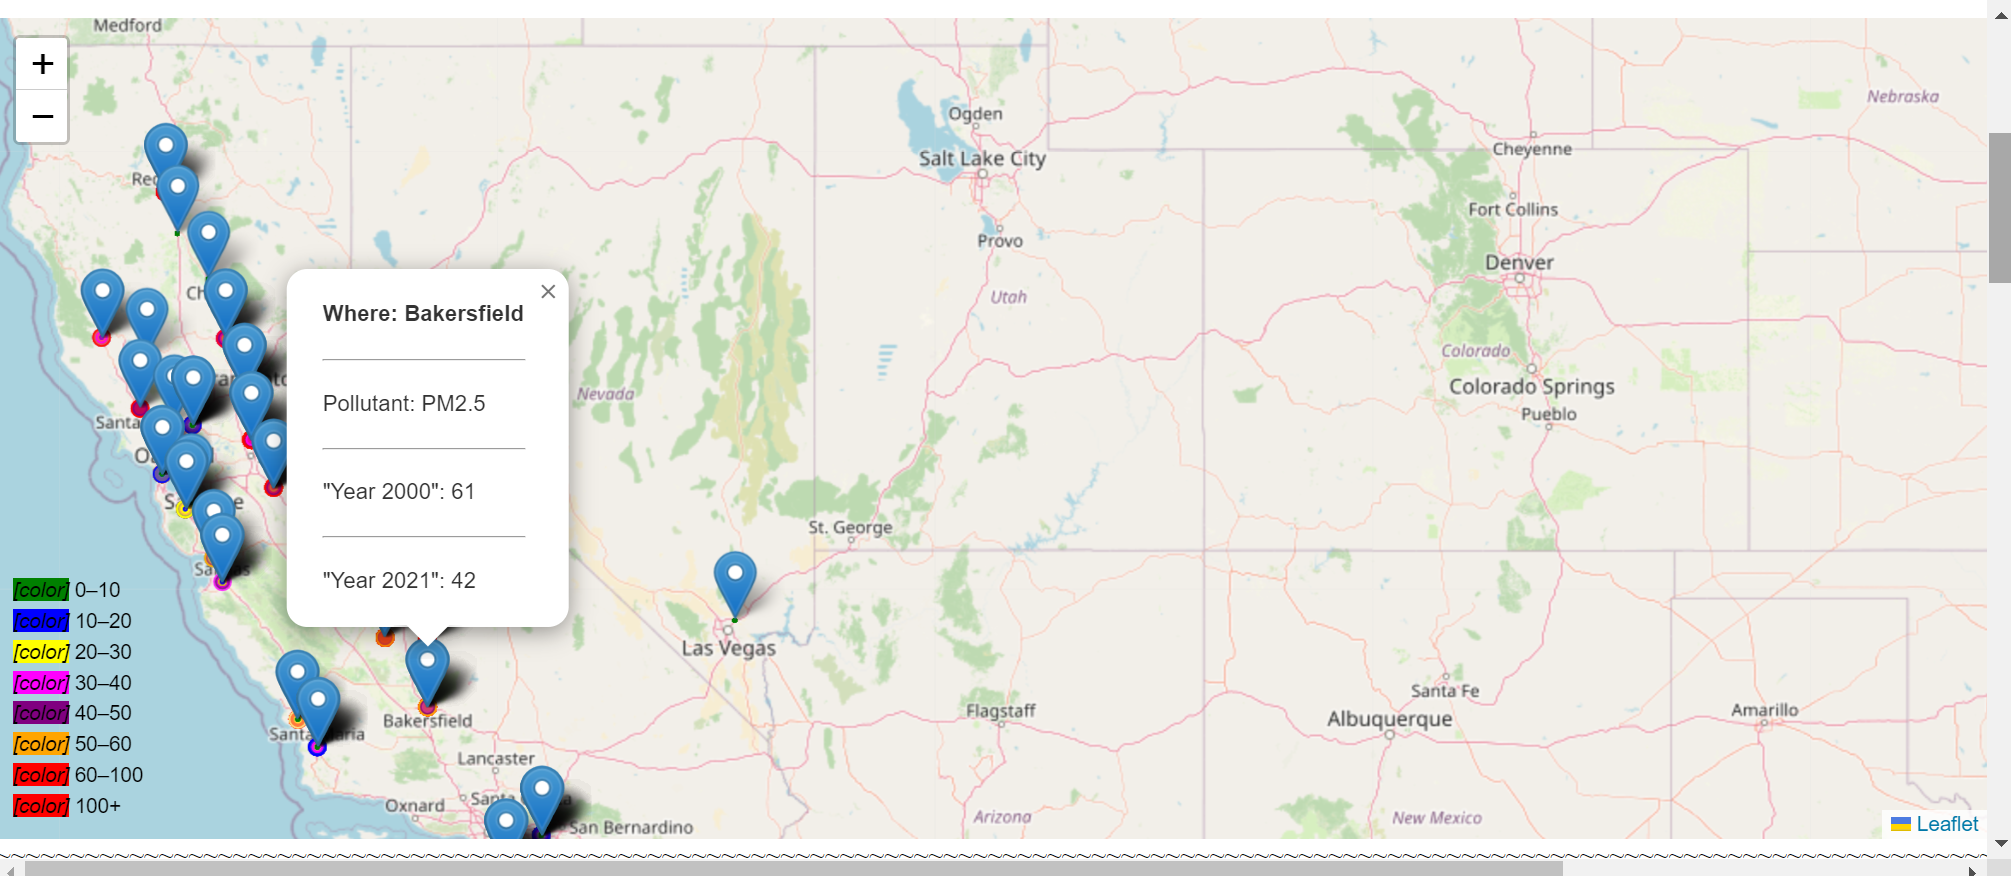 Medford
+
−
Nebraska
Ogden
Salt Lake City
Cheyenne
Fort Collins
Provo
Denver
Utah
×
Where: Bakersfield
Pollutant: PM2.5
"Year 2000": 61
"Year 2021": 42
Nevada
Colorado
Colorado Springs
Pueblo
St. George
Las Vegas
Santa Fe
Flagstaff
Albuquerque
Amarillo
Bakersfield
Lancaster
Oxnard
San Bernardino
Arizona
New Mexico
[color] 0–10
[color] 10–20
[color] 20–30
[color] 30–40
[color] 40–50
[color] 50–60
[color] 60–100
[color] 100+
Leaflet